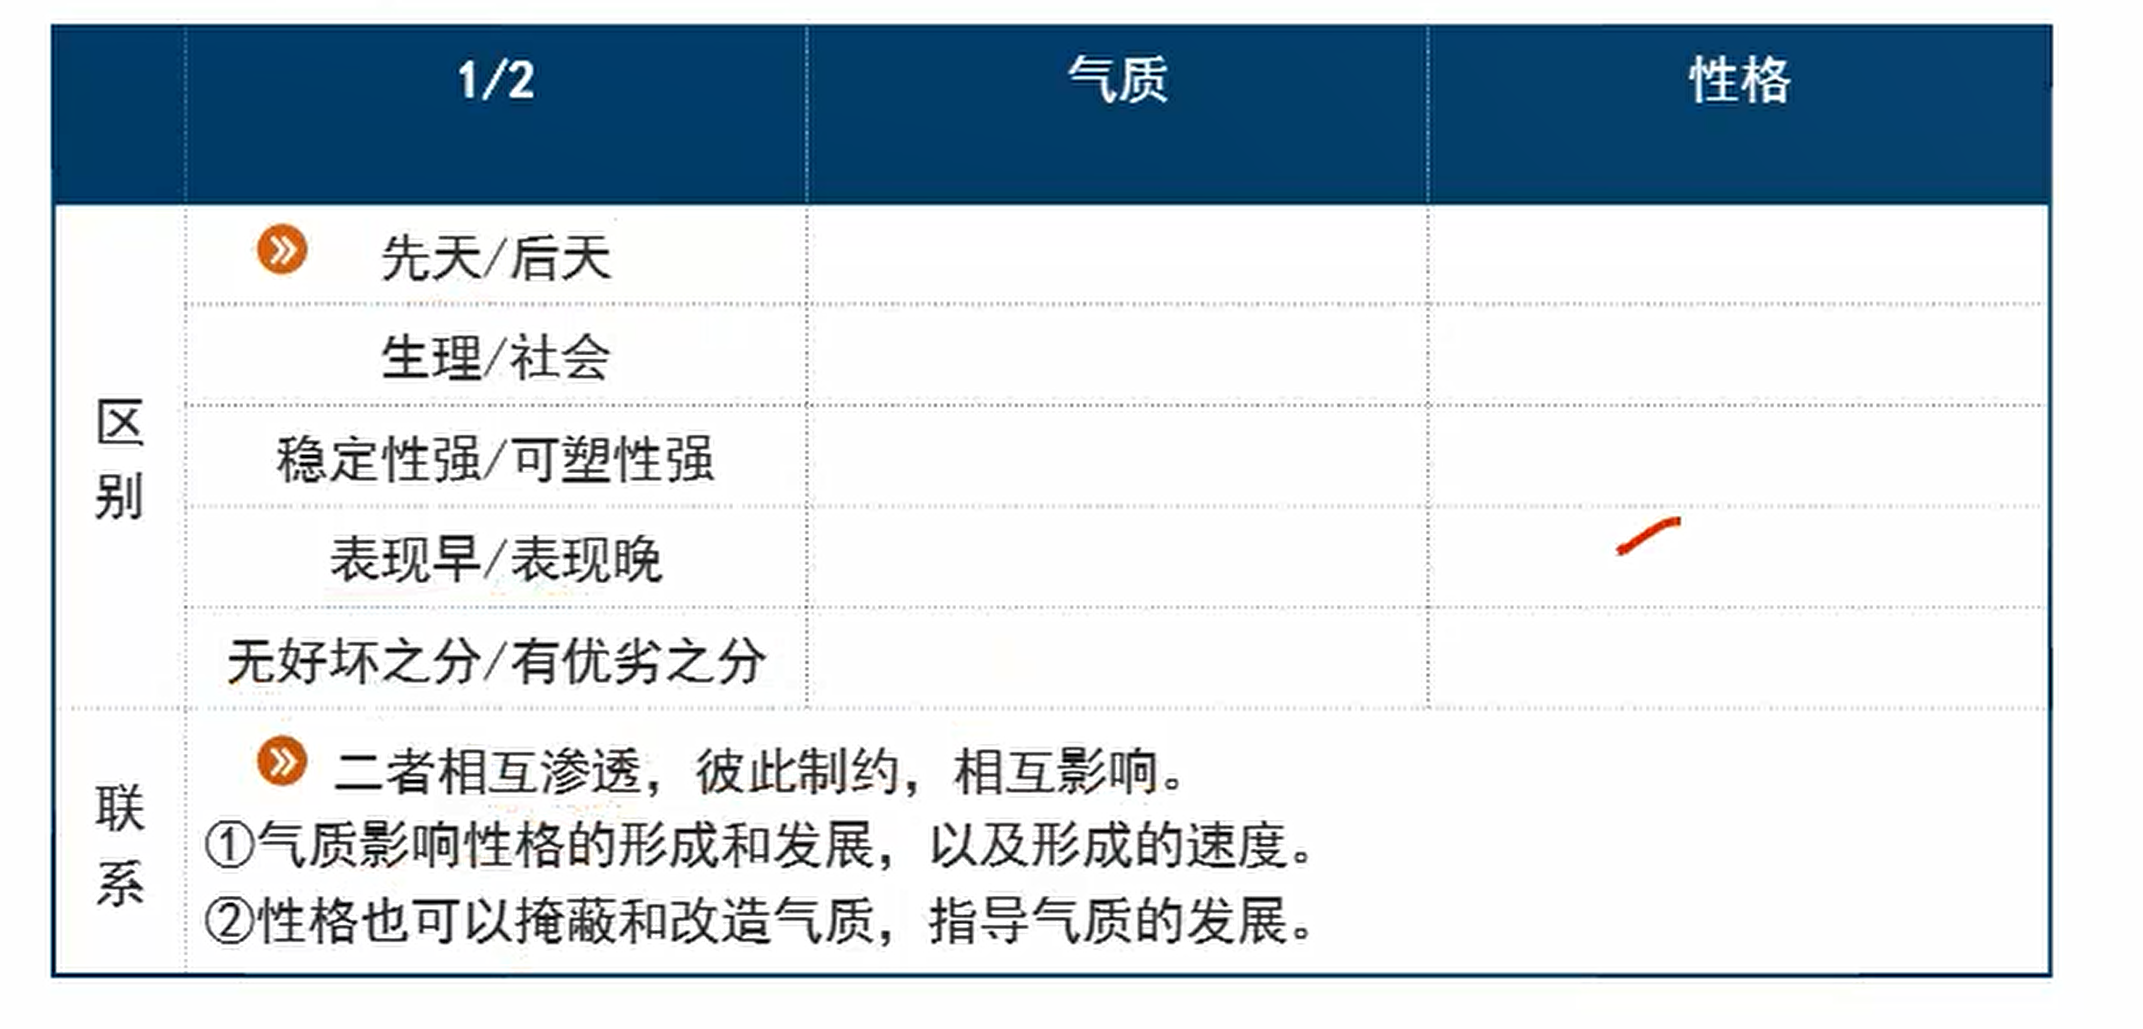 1/2 气质 性格
区别
先天/后天
生理/社会
稳定性强/可塑性强
表现早/表现晚
无好坏之分/有优劣之分
联系
二者相互渗透，彼此制约，相互影响。
①气质影响性格的形成和发展，以及形成的速度。
②性格也可以掩蔽和改造气质，指导气质的发展。